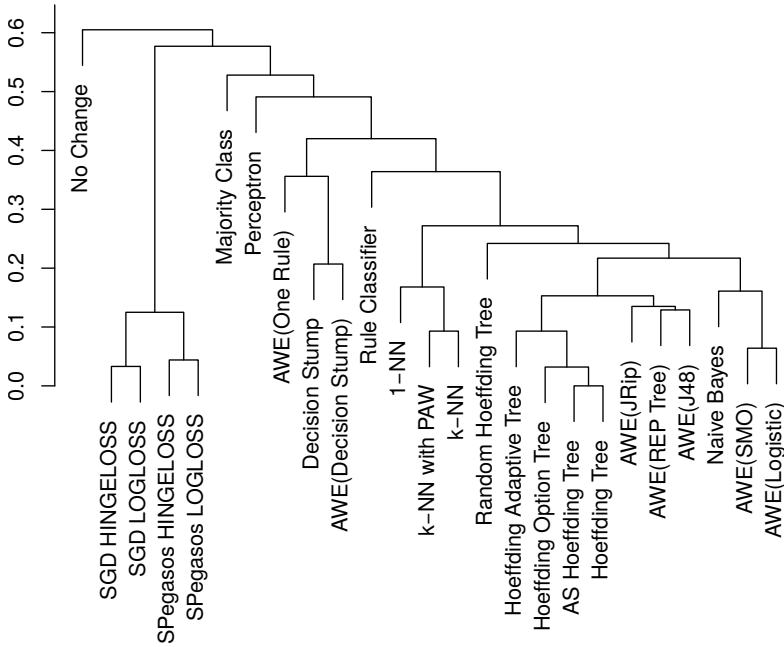 0.6
0.5
0.4
0.3
0.2
0.1
0.0
No Change
SGD HINGELOSS
SGD LOGLOSS
SPegasos HINGELOSS
SPegasos LOGLOSS
Majority Class
Perceptron
AWE(One Rule)
Decision Stump
AWE(Decision Stump)
Rule Classifier
1−NN
k−NN with PAW
k−NN
Random Hoeffding Tree
Hoeffding Adaptive Tree
Hoeffding Option Tree
AS Hoeffding Tree
Hoeffding Tree
AWE(JRip)
AWE(REP Tree)
AWE(J48)
Naive Bayes
AWE(SMO)
AWE(Logistic)